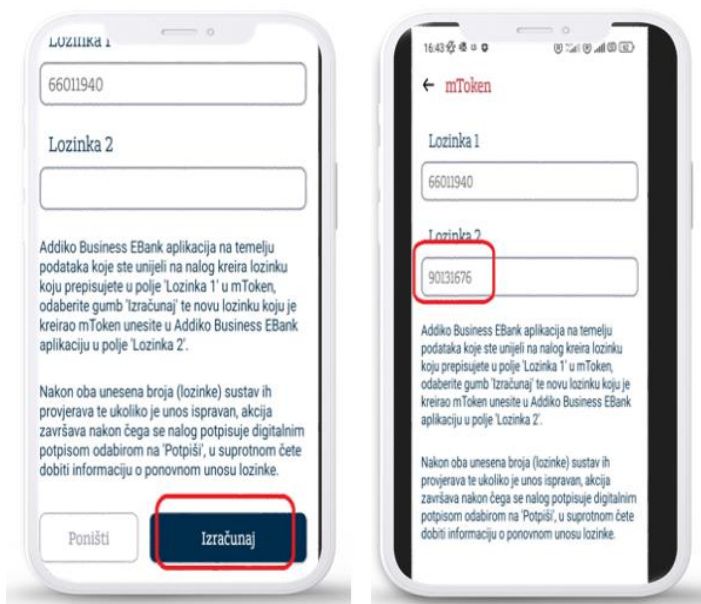 Lozinka 1
66011940
Lozinka 2
Addiko Business EBank aplikacija na temelju
podataka koje ste unijeli na nalog kreira lozinku
koju prepisujete u polje 'Lozinka 1' u mToken,
odaberite gumb 'Izračunaj' te novu lozinku koju je
kreirao mToken unesite u Addiko Business EBank
aplikaciju u polje 'Lozinka 2'.
Nakon oba unesena broja (lozinke) sustav ih
provjerava te ukoliko je unos ispravan, akcija
završava nakon čega se nalog potpisuje digitalnim
potpisom odabirom na 'Potpiši', u suprotnom ćete
dobiti informaciju o ponovnom unosu lozinke.
Poništi
Izračunaj
16:43
62
← mToken
Lozinka 1
66011940
Lozinka 2
90131676
Addiko Business EBank aplikacija na temelju
podataka koje ste unijeli na nalog kreira lozinku
koju prepisujete u polje 'Lozinka 1' u mToken,
odaberite gumb 'Izračunaj' te novu lozinku koju je
kreirao mToken unesite u Addiko Business EBank
aplikaciju u polje 'Lozinka 2'.
Nakon oba unesena broja (lozinke) sustav ih
provjerava te ukoliko je unos ispravan, akcija
završava nakon čega se nalog potpisuje digitalnim
potpisom odabirom na 'Potpiši', u suprotnom ćete
dobiti informaciju o ponovnom unosu lozinke.